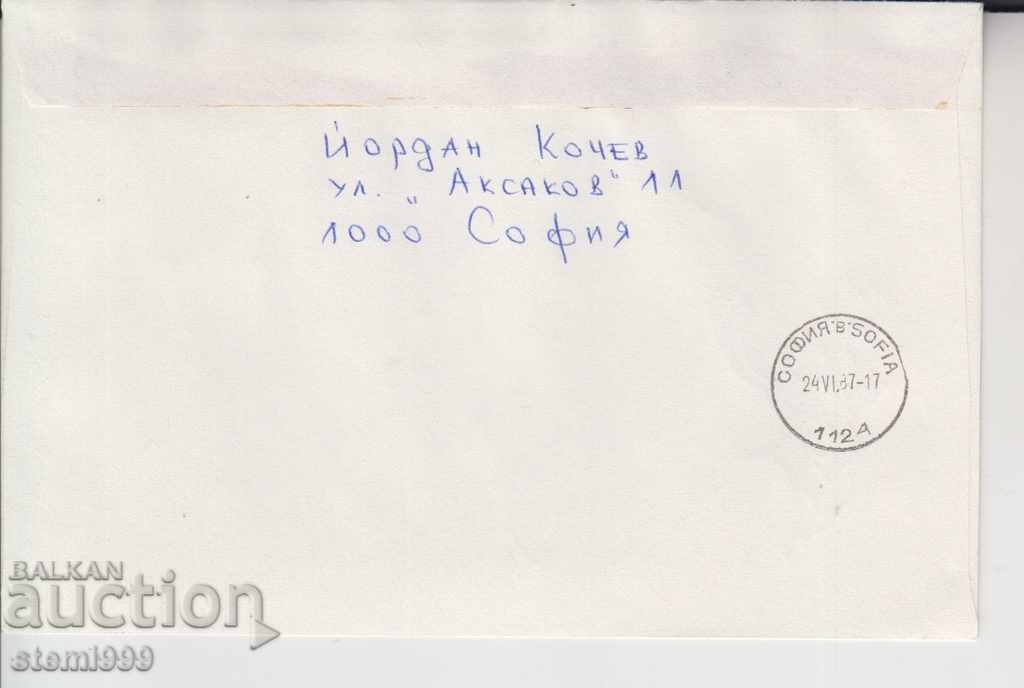 Йордан Кочев
ул. „Аксаков" 11
1000 София
СОФИЯ·В·SOFIA
24VI.87-17
1124
BALKAN
auction
stemi999